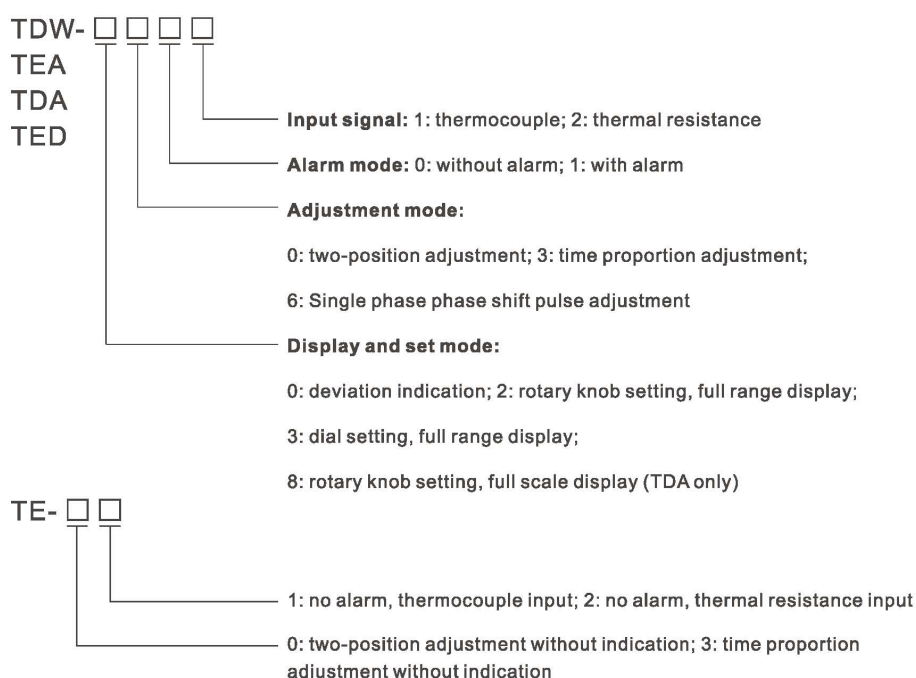 TDW-□ □ □ □
TEA
TDA
TED
Input signal: 1: thermocouple; 2: thermal resistance
Alarm mode: 0: without alarm; 1: with alarm
Adjustment mode:
0: two-position adjustment; 3: time proportion adjustment;
6: Single phase phase shift pulse adjustment
Display and set mode:
0: deviation indication; 2: rotary knob setting, full range display;
3: dial setting, full range display;
8: rotary knob setting, full scale display (TDA only)
TE-□ □
1: no alarm, thermocouple input; 2: no alarm, thermal resistance input
0: two-position adjustment without indication; 3: time proportion
adjustment without indication